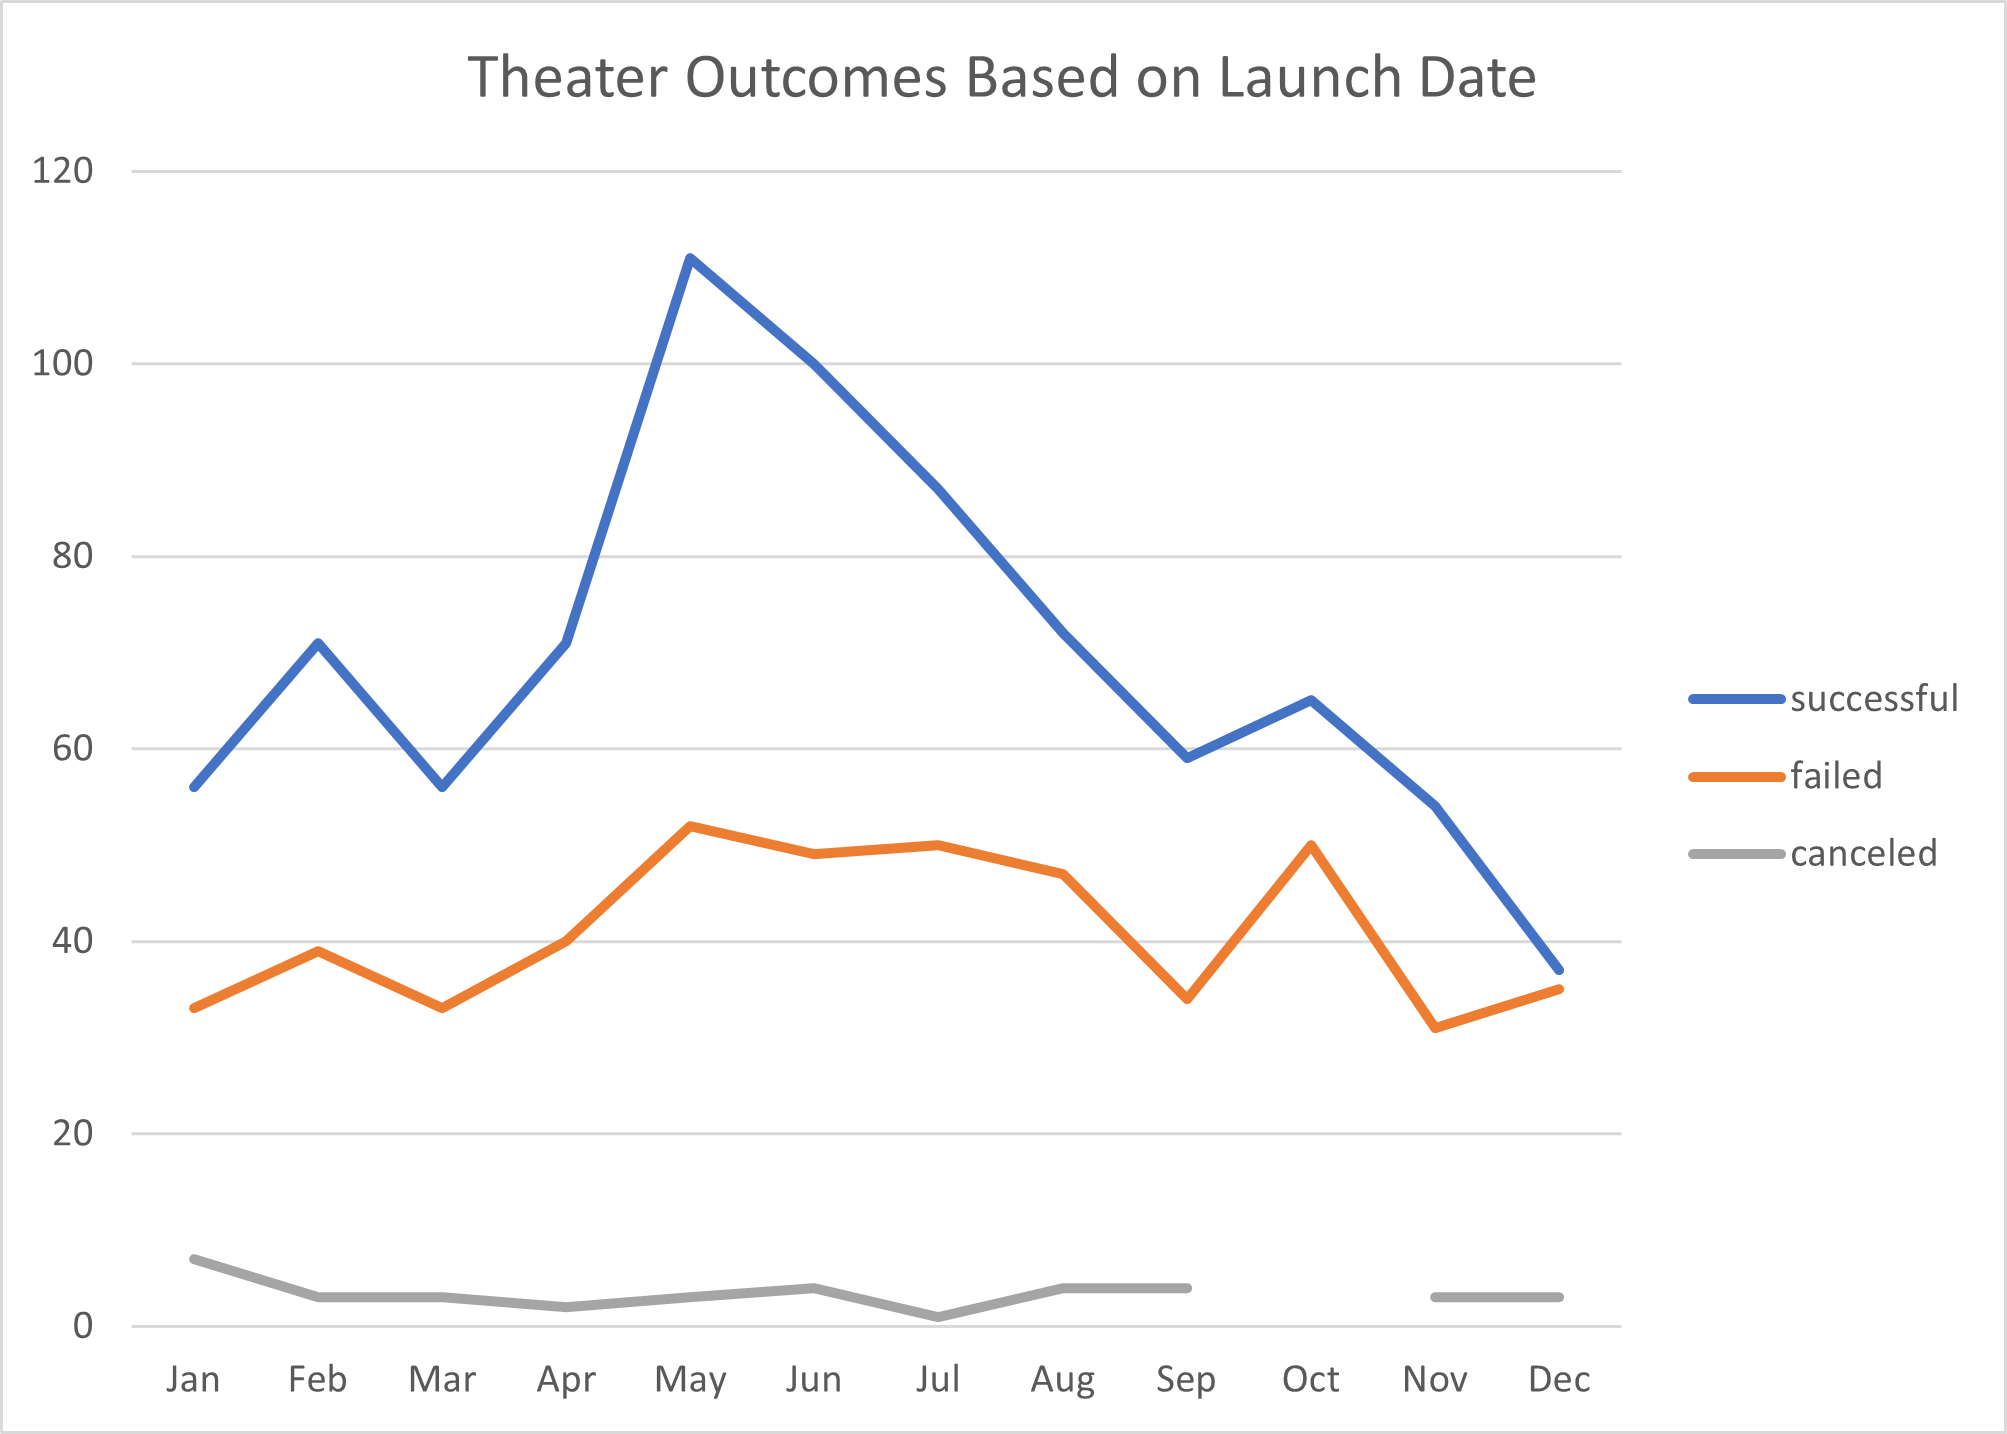 Theater Outcomes Based on Launch Date
120
100
80
60
40
20
0
Jan Feb Mar Apr May Jun Jul Aug Sep Oct Nov Dec
successful
failed
canceled